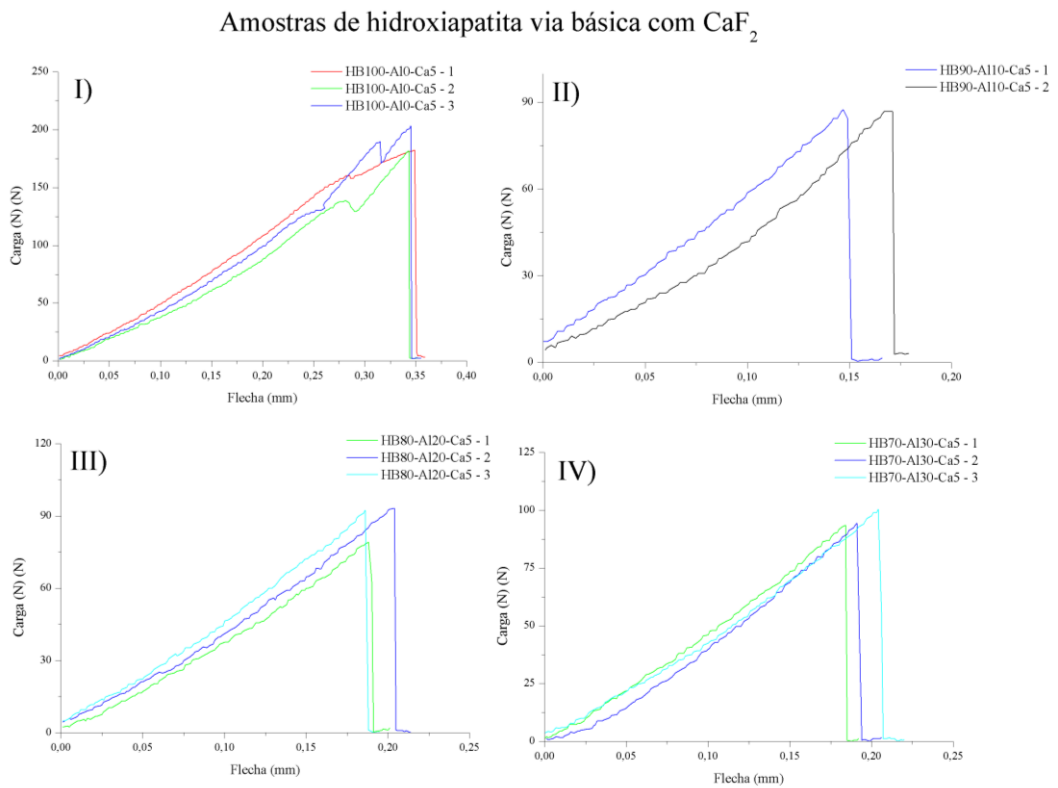 Amostras de hidroxiapatita via básica com CaF2
I)
HB100-Al0-Ca5 - 1
HB100-Al0-Ca5 - 2
HB100-Al0-Ca5 - 3
250
200
150
100
50
0
Carga (N) (N)
0,00 0,05 0,10 0,15 0,20 0,25 0,30 0,35 0,40
Flecha (mm)
II)
HB90-Al10-Ca5 - 1
HB90-Al10-Ca5 - 2
90
60
30
0
Carga (N) (N)
0,00 0,05 0,10 0,15 0,20
Flecha (mm)
III)
HB80-Al20-Ca5 - 1
HB80-Al20-Ca5 - 2
HB80-Al20-Ca5 - 3
120
90
60
30
0
Carga (N) (N)
0,00 0,05 0,10 0,15 0,20 0,25
Flecha (mm)
IV)
HB70-Al30-Ca5 - 1
HB70-Al30-Ca5 - 2
HB70-Al30-Ca5 - 3
125
100
75
50
25
0
Carga (N) (N)
0,00 0,05 0,10 0,15 0,20 0,25
Flecha (mm)